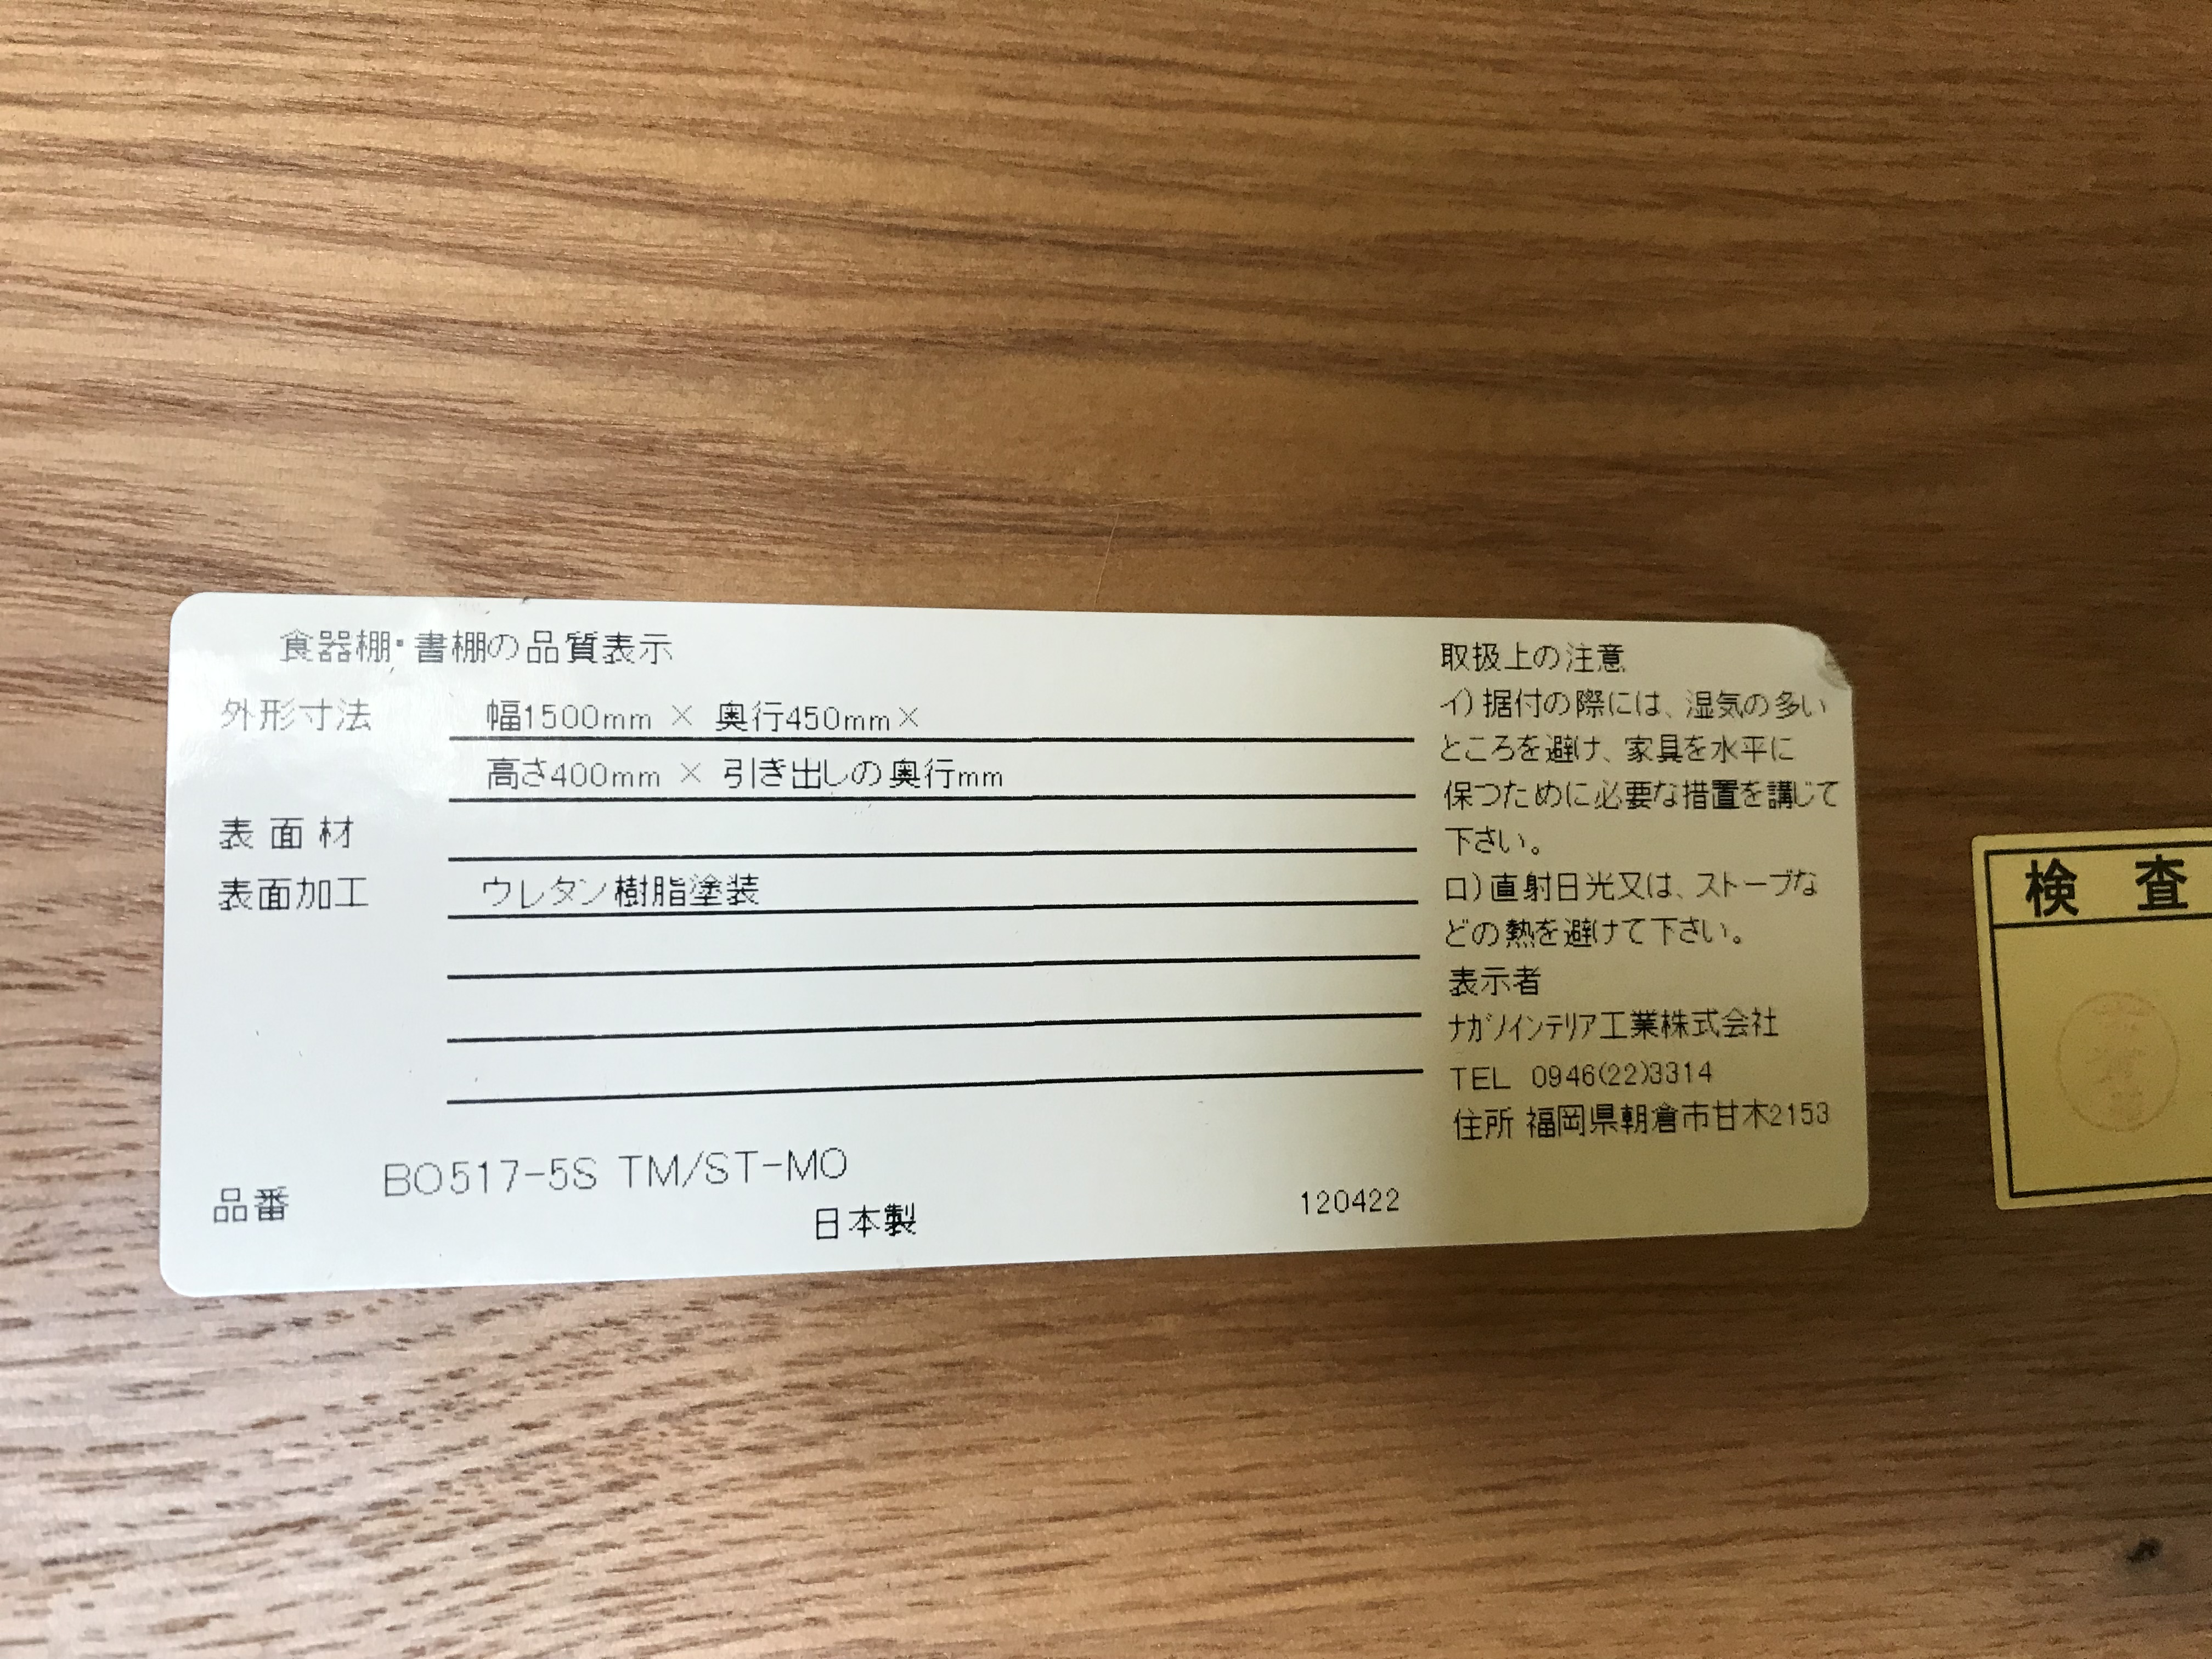 食器棚・書棚の品質表示
外形寸法 幅1500mm × 奥行450mm×
高さ400mm × 引き出しの奥行mm
表面材
表面加工 ウレタン樹脂塗装
品番 BO517-5S TM/ST-MO
日本製
120422
取扱上の注意
イ)据付の際には、湿気の多い
ところを避け、家具を水平に
保つために必要な措置を講じて
下さい。
ロ)直射日光又は、ストーブな
どの熱を避けて下さい。
表示者
ナガノインテリア工業株式会社
TEL 0946(22)3314
住所 福岡県朝倉市甘木2153
検査